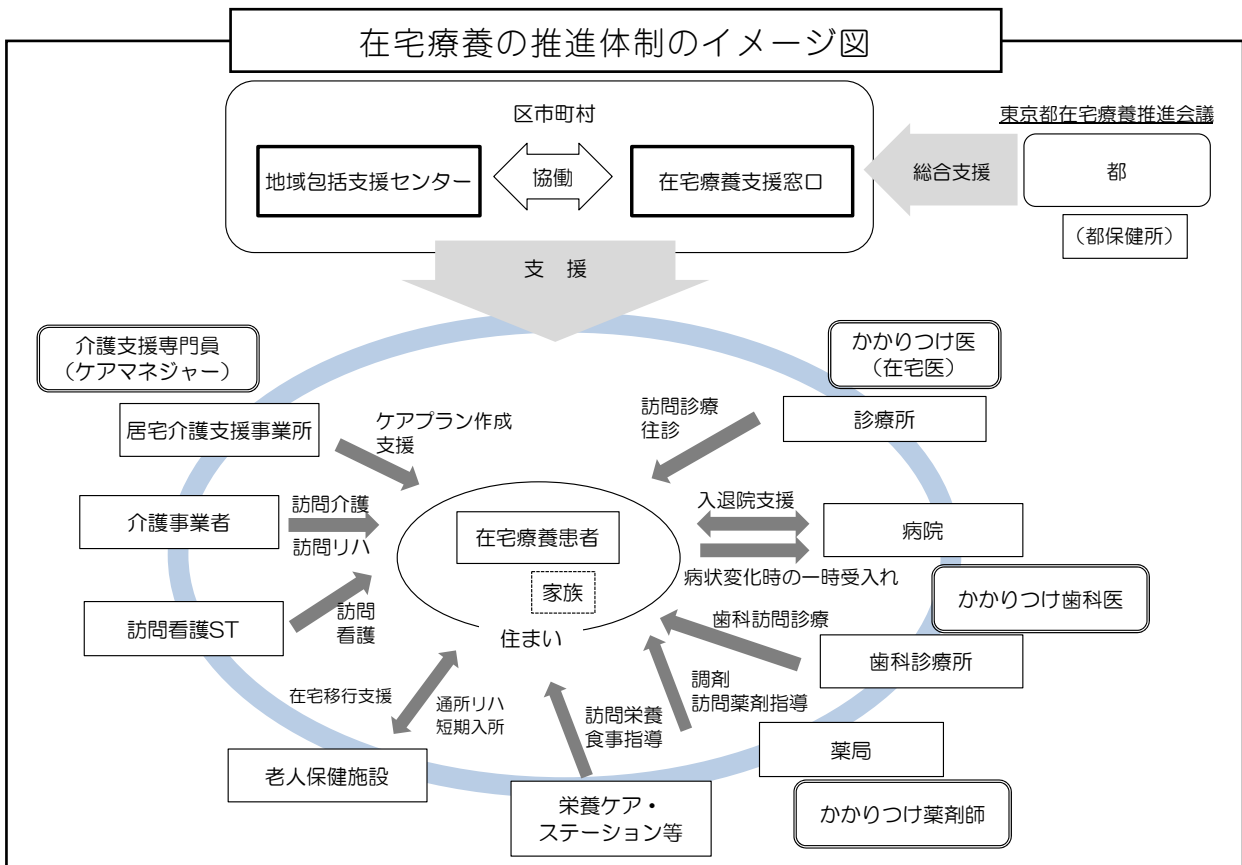 在宅療養の推進体制のイメージ図
区市町村
東京都在宅療養推進会議
地域包括支援センター
協働
在宅療養支援窓口
総合支援
都
（都保健所）
支　援
介護支援専門員
（ケアマネジャー）
かかりつけ医
（在宅医）
居宅介護支援事業所
ケアプラン作成
支援
訪問診療
往診
診療所
介護事業者
訪問介護
訪問リハ
在宅療養患者
家族
住まい
入退院支援
病状変化時の一時受入れ
病院
かかりつけ歯科医
訪問看護ST
訪問
看護
歯科訪問診療
歯科診療所
在宅移行支援
通所リハ
短期入所
訪問栄養
食事指導
調剤
訪問薬剤指導
老人保健施設
栄養ケア・
ステーション等
薬局
かかりつけ薬剤師